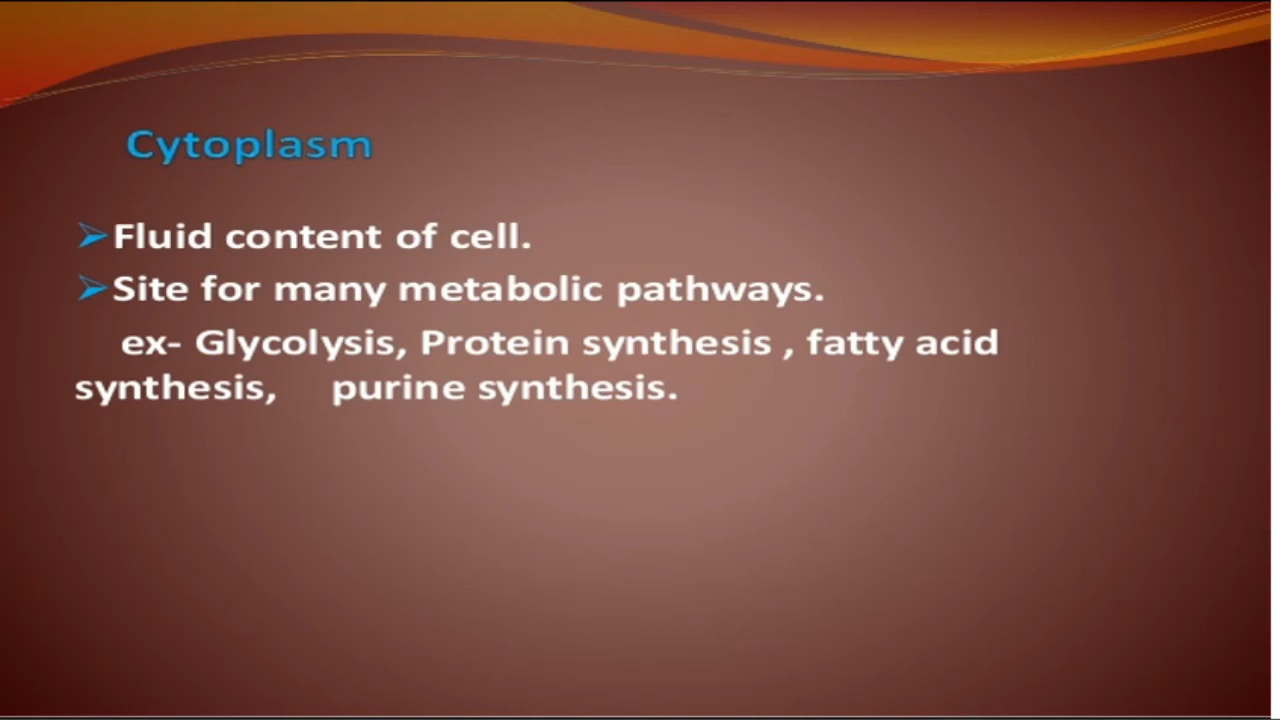 Cytoplasm
➢Fluid content of cell.
➢Site for many metabolic pathways.
ex- Glycolysis, Protein synthesis , fatty acid
synthesis, purine synthesis.